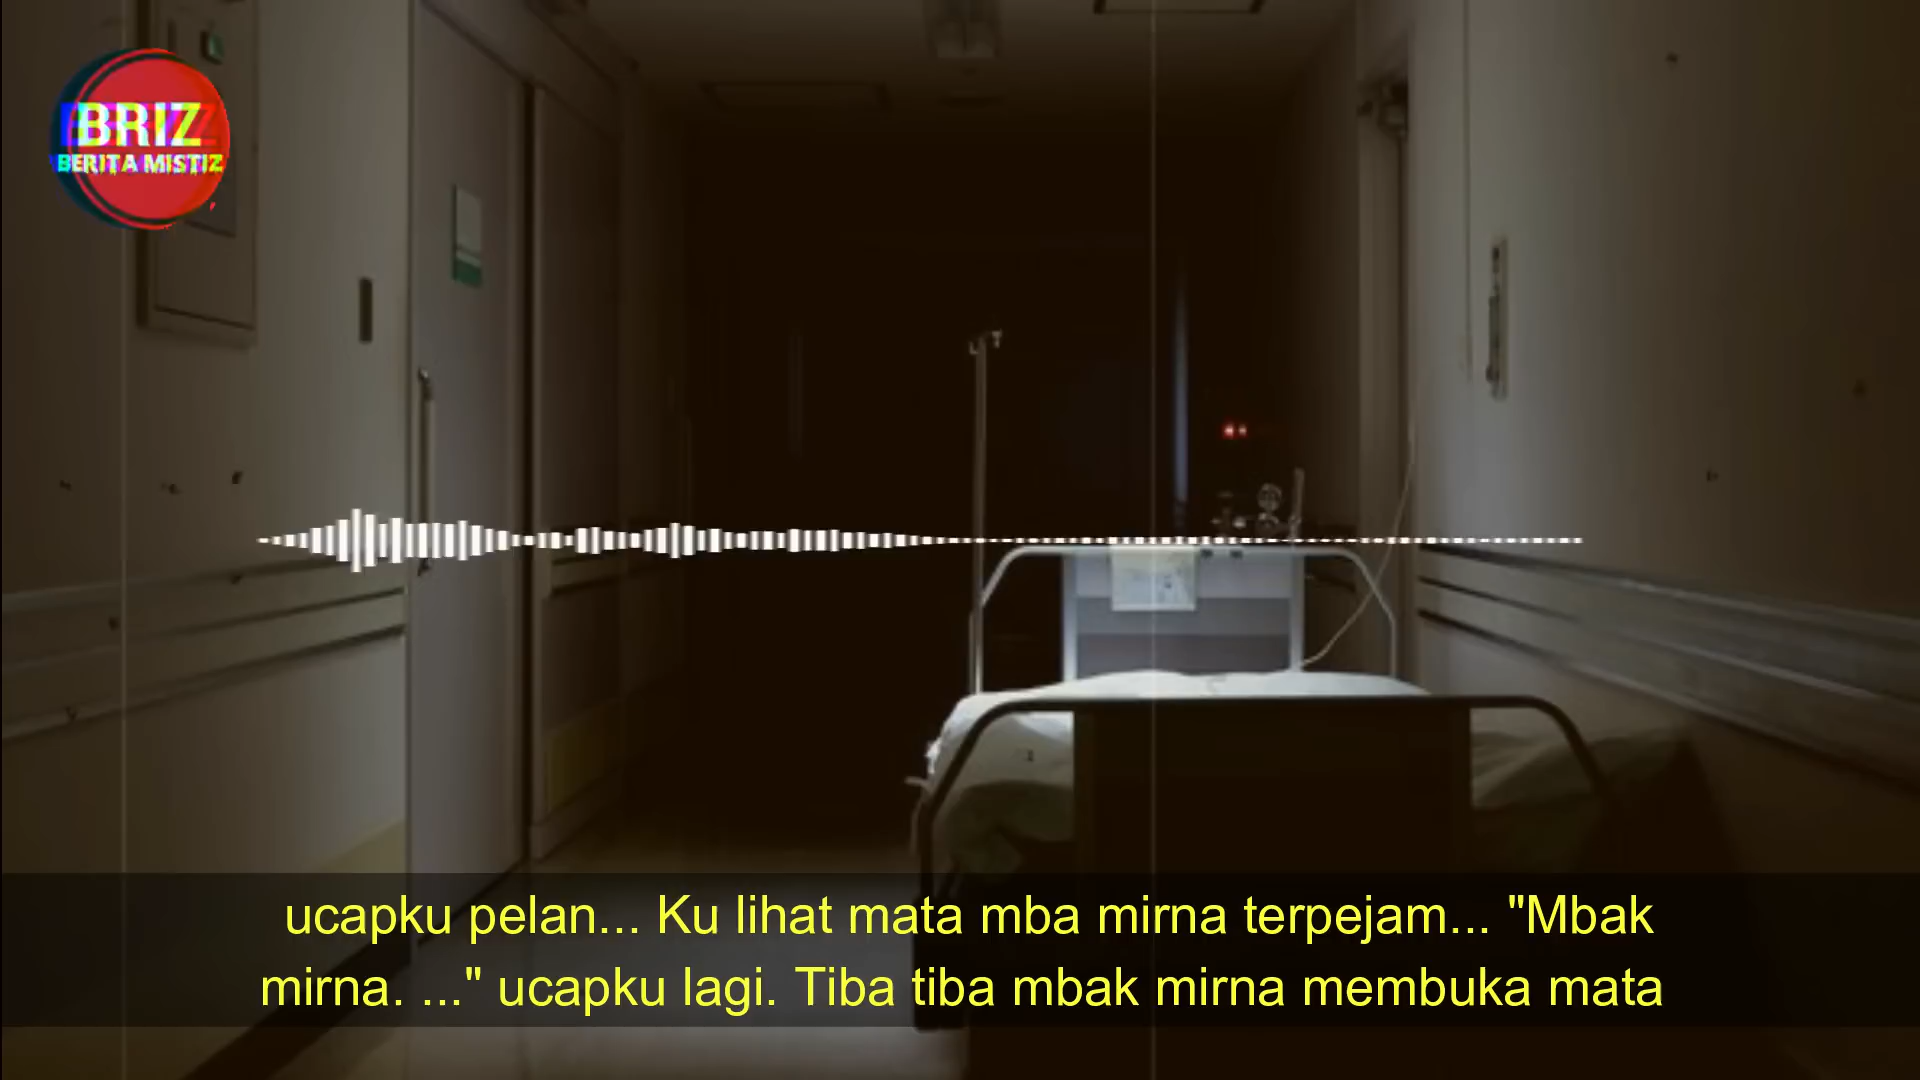 BRIZ
BERITA MISTIZ
ucapku pelan... Ku lihat mata mba mirna terpejam... "Mbak
mirna. ..." ucapku lagi. Tiba tiba mbak mirna membuka mata